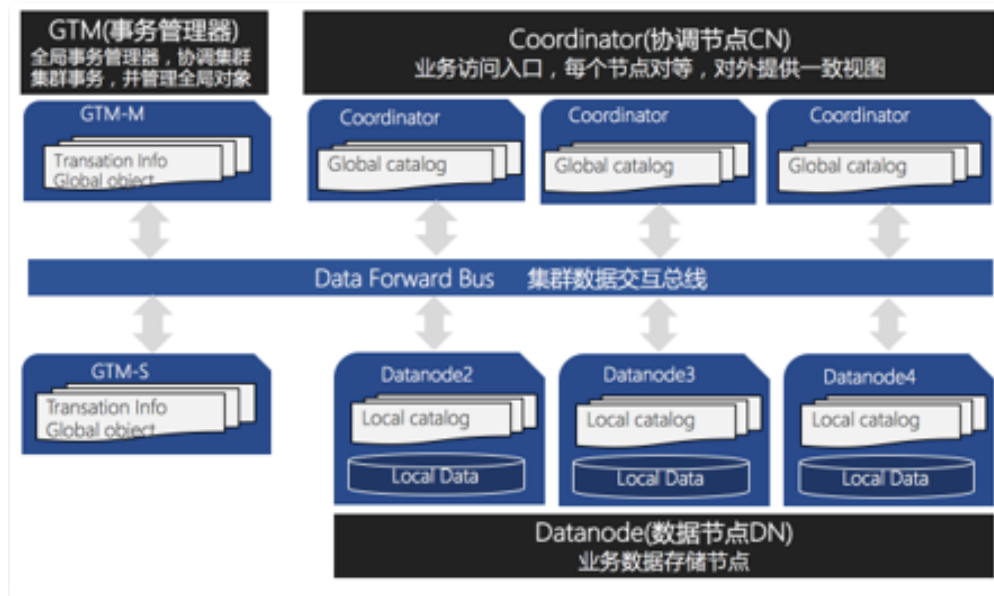 GTM(事务管理器)
全局事务管理器，协调集群
集群事务，并管理全局对象
Coordinator(协调节点CN)
业务访问入口，每个节点对等，对外提供一致视图
GTM-M
Transation Info
Global object
Coordinator
Global catalog
Coordinator
Global catalog
Coordinator
Global catalog
Data Forward Bus 集群数据交互总线
GTM-S
Transation Info
Global object
Datanode2
Local catalog
Local Data
Datanode3
Local catalog
Local Data
Datanode4
Local catalog
Local Data
Datanode(数据节点DN)
业务数据存储节点